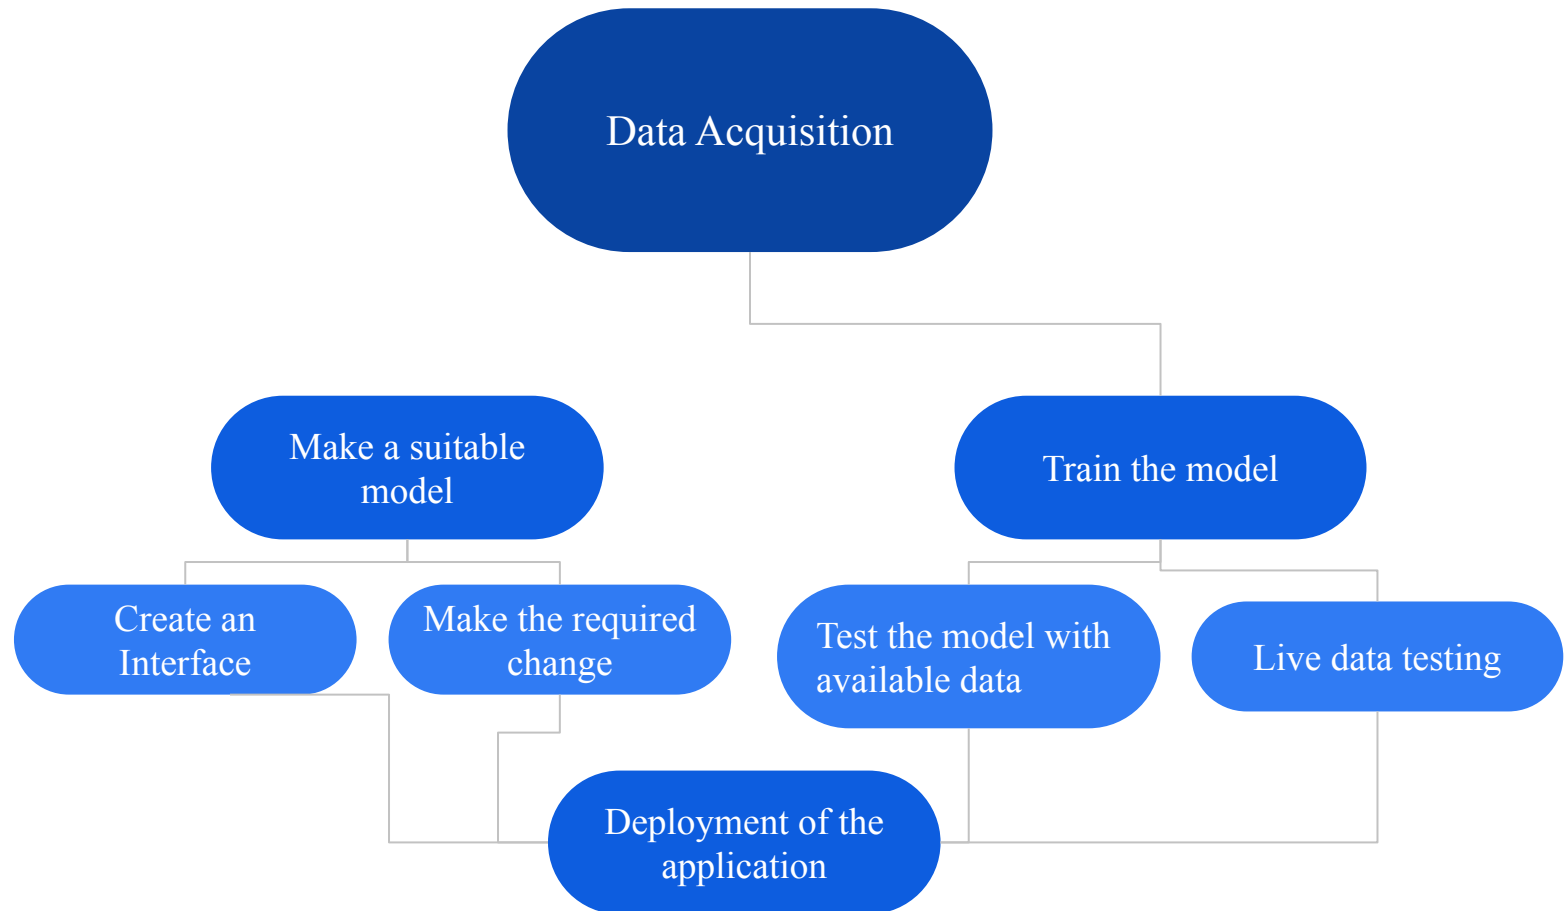 Data Acquisition
Make a suitable
model
Train the model
Create an
Interface
Make the required
change
Test the model with
available data
Live data testing
Deployment of the
application